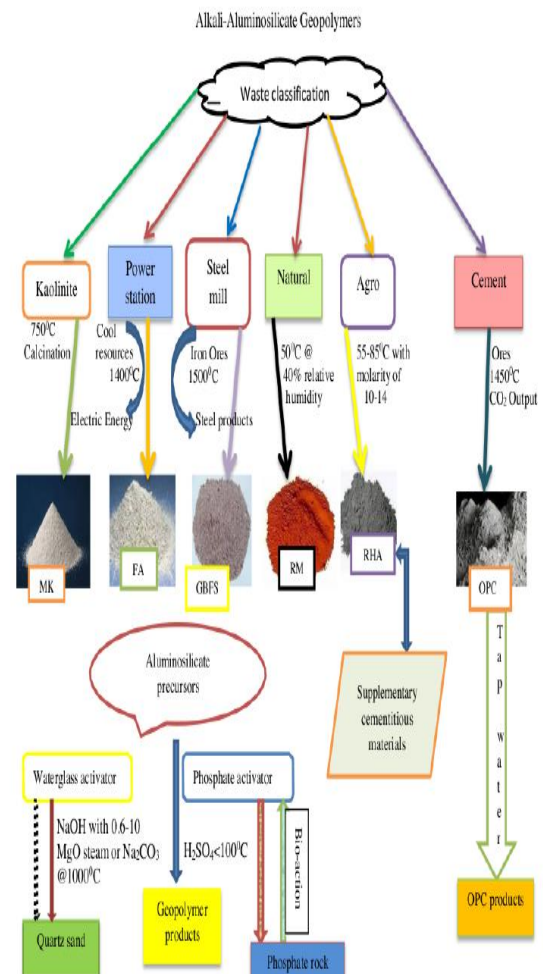 Alkali-Aluminosilicate Geopolymers
Waste classification
Kaolinite
Power
station
Steel
mill
Natural
Agro
Cement
750⁰C
Calcination
Cool
resources
1400⁰C
Electric Energy
Iron Ores
1500⁰C
Steel products
50⁰C @
40% relative
humidity
55-85⁰C with
molarity of
10-14
Ores
1450⁰C
CO₂ Output
MK
FA
GBFS
RM
RHA
OPC
Aluminosilicate
precursors
Supplementary
cementitious
materials
Tap water
Waterglass activator
Phosphate activator
NaOH with 0.6-10
MgO steam or Na₂CO₃
@1000⁰C
H₂SO₄<100⁰C
Bio-action
Quartz sand
Geopolymer
products
Phosphate rock
OPC products